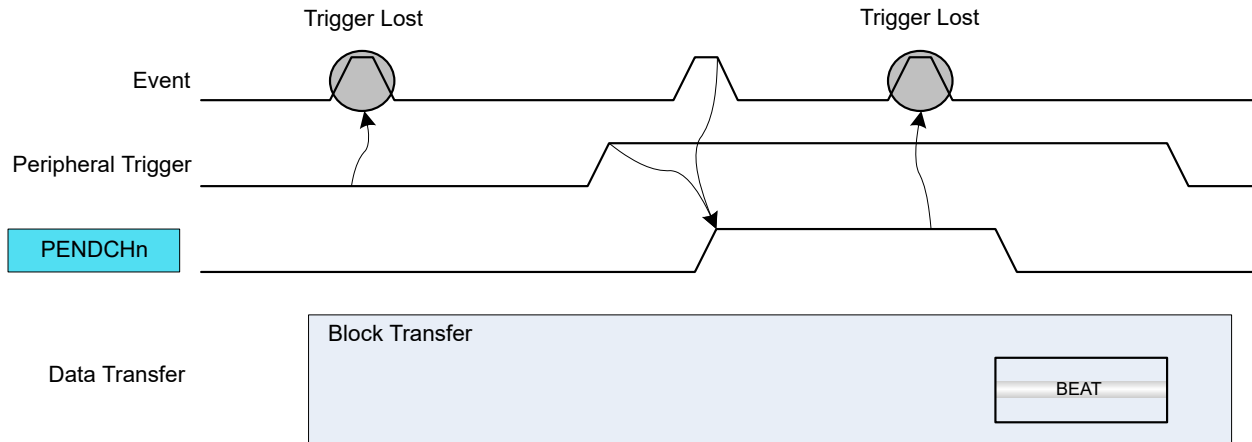 Trigger Lost
Trigger Lost
Event
Peripheral Trigger
PENDCHn
Block Transfer
Data Transfer
BEAT